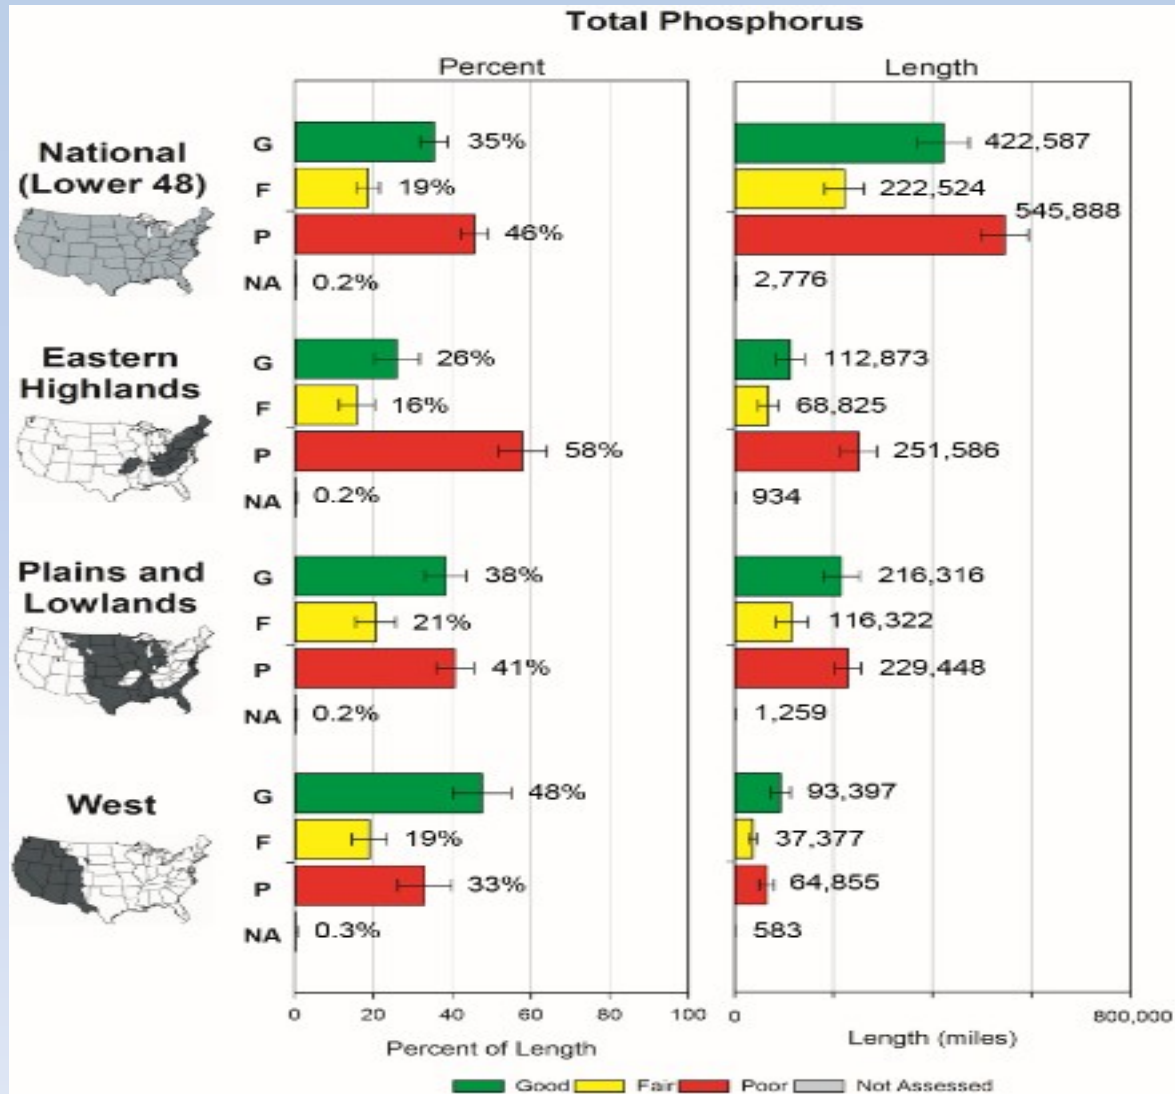 Total Phosphorus
Percent
Length
National
(Lower 48)
G
35%
422,587
F
19%
222,524
P
46%
545,888
NA
0.2%
2,776
Eastern
Highlands
G
26%
112,873
F
16%
68,825
P
58%
251,586
NA
0.2%
934
Plains and
Lowlands
G
38%
216,316
F
21%
116,322
P
41%
229,448
NA
0.2%
1,259
West
G
48%
93,397
F
19%
37,377
P
33%
64,855
NA
0.3%
583
0 20 40 60 80 100
0 800,000
Percent of Length
Length (miles)
Good Fair Poor Not Assessed